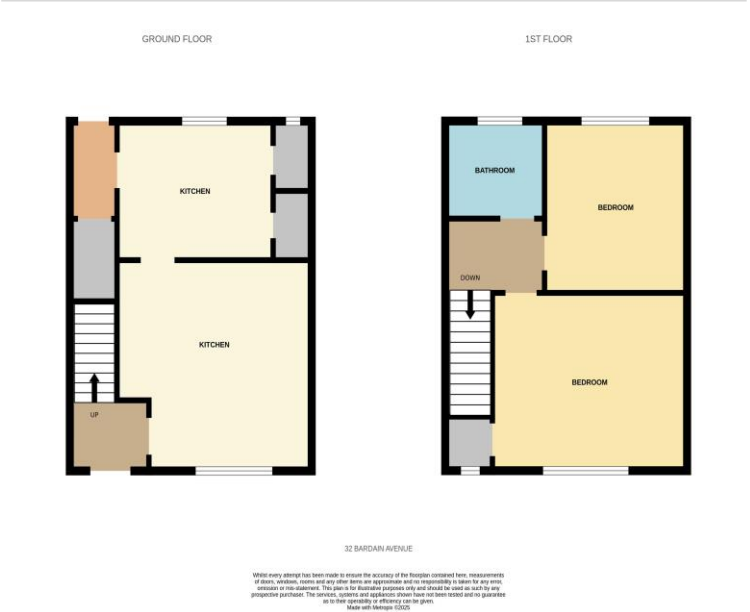 GROUND FLOOR
1ST FLOOR
KITCHEN
BATHROOM
BEDROOM
DOWN
KITCHEN
BEDROOM
UP
32 BARDAIN AVENUE
Whilst every attempt has been made to ensure the accuracy of the floorplan contained here, measurements
of doors, windows, rooms and any other items are approximate and no responsibility is taken for any error,
omission or mis-statement. This plan is for illustrative purposes only and should be used as such by any
prospective purchaser. The services, systems and appliances shown have not been tested and no guarantee
as to their operability or efficiency can be given.
Made with Metropix ©2025